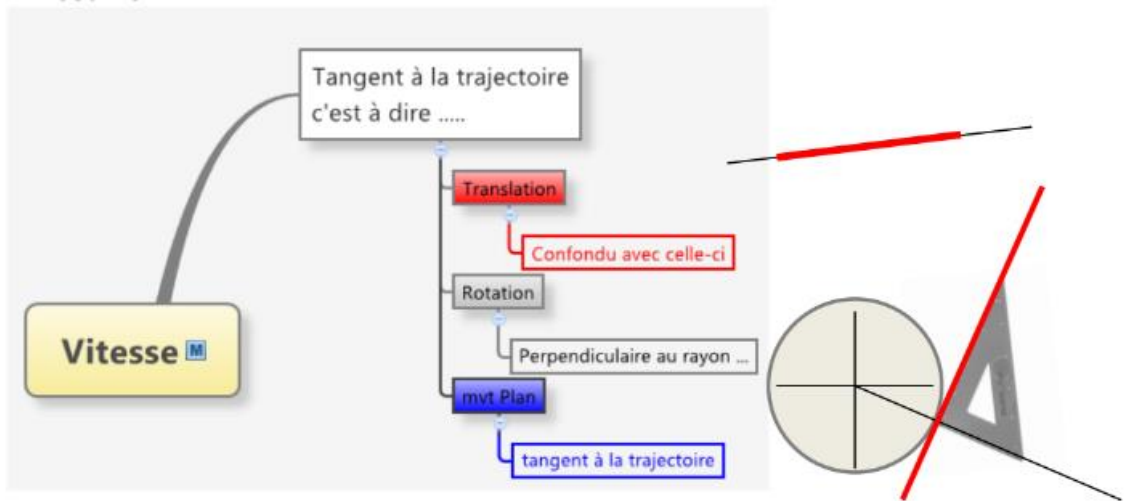 Tangent à la trajectoire
c'est à dire .....
Translation
Confondu avec celle-ci
Rotation
Vitesse M
Perpendiculaire au rayon ...
mvt Plan
tangent à la trajectoire